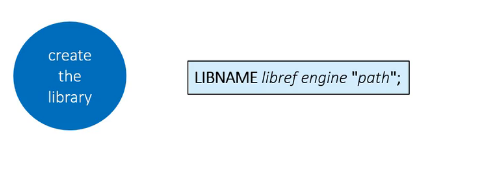 create
the
library
LIBNAME libref engine "path";